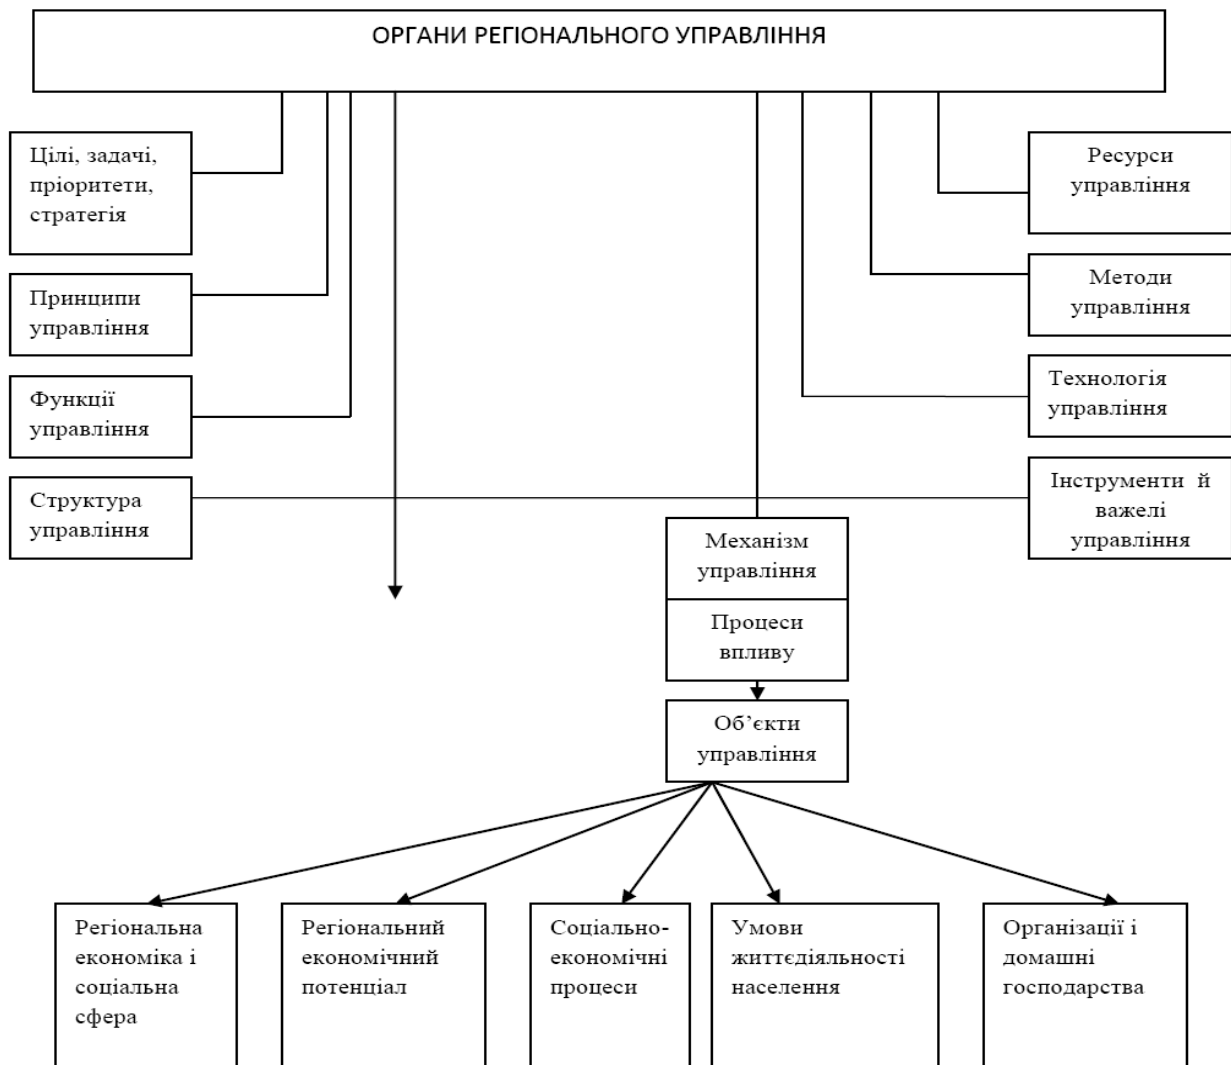 ОРГАНИ РЕГІОНАЛЬНОГО УПРАВЛІННЯ
Цілі, задачі,
пріоритети,
стратегія
Принципи
управління
Функції
управління
Структура
управління
Ресурси
управління
Методи
управління
Технологія
управління
Інструменти й
важелі
управління
Механізм
управління
Процеси
впливу
Об’єкти
управління
Регіональна
економіка і
соціальна
сфера
Регіональний
економічний
потенціал
Соціально-
економічні
процеси
Умови
життєдіяльності
населення
Організації і
домашні
господарства